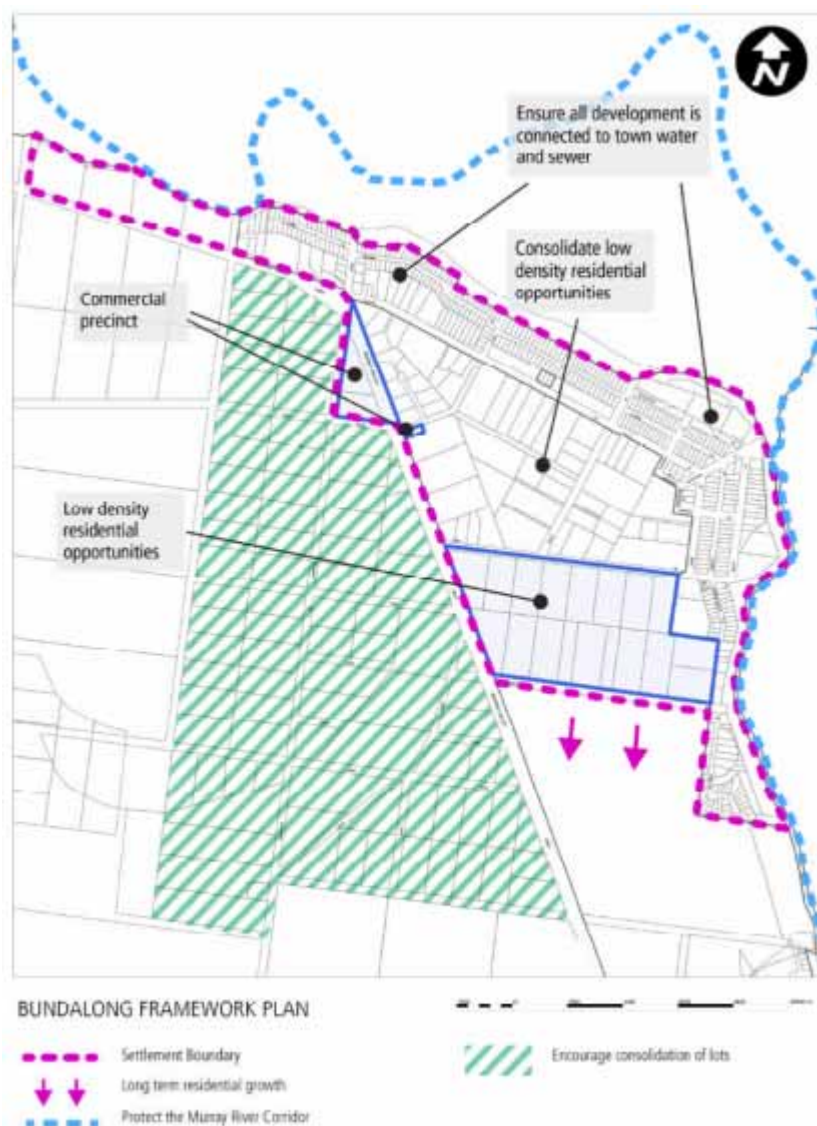 N
Ensure all development is
connected to town water
and sewer
Consolidate low
density residential
opportunities
Commercial
precinct
Low density
residential
opportunities
BUNDALONG FRAMEWORK PLAN
Settlement Boundary
Long term residential growth
Protect the Murray River Corridor
Encourage consolidation of lots